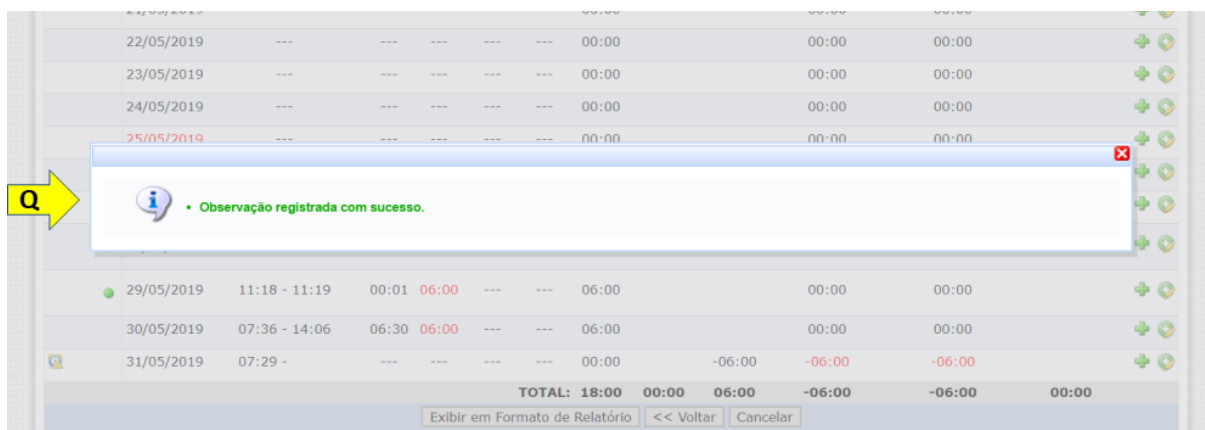 22/05/2019 --- --- --- --- --- 00:00 00:00 00:00
23/05/2019 --- --- --- --- --- 00:00 00:00 00:00
24/05/2019 --- --- --- --- --- 00:00 00:00 00:00
25/05/2019 --- --- --- --- --- 00:00 00:00 00:00
Q
• Observação registrada com sucesso.
29/05/2019 11:18 - 11:19 00:01 06:00 --- --- 06:00 00:00 00:00
30/05/2019 07:36 - 14:06 06:30 06:00 --- --- 06:00 00:00 00:00
31/05/2019 07:29 - --- --- --- --- 00:00 -06:00 -06:00 -06:00
TOTAL: 18:00 00:00 06:00 -06:00 -06:00 00:00
Exibir em Formato de Relatório << Voltar Cancelar